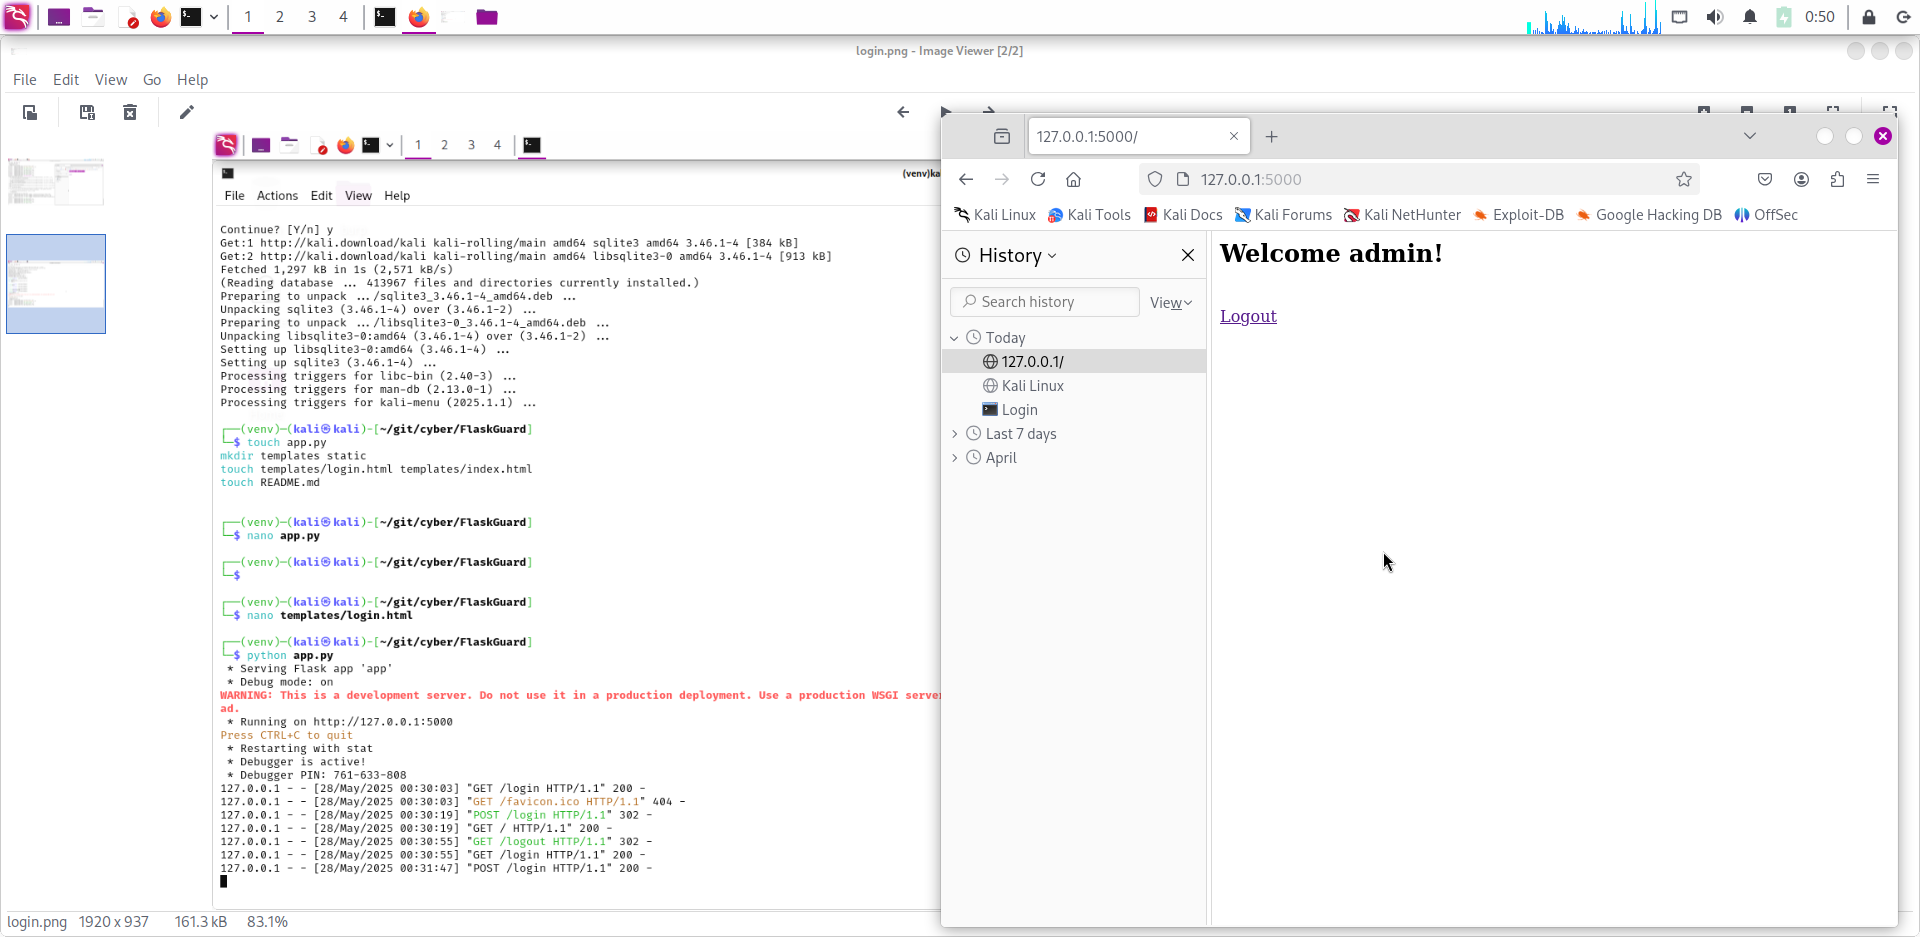 1 2 3 4
0:50
login.png - Image Viewer [2/2]
File Edit View Go Help
1 2 3 4
(venv)ka
File Actions Edit View Help
Continue? [Y/n] y
Get:1 http://kali.download/kali kali-rolling/main amd64 sqlite3 amd64 3.46.1-4 [384 kB]
Get:2 http://kali.download/kali kali-rolling/main amd64 libsqlite3-0 amd64 3.46.1-4 [913 kB]
Fetched 1,297 kB in 1s (2,571 kB/s)
(Reading database ... 413967 files and directories currently installed.)
Preparing to unpack .../sqlite3_3.46.1-4_amd64.deb ...
Unpacking sqlite3 (3.46.1-4) over (3.46.1-2) ...
Preparing to unpack .../libsqlite3-0_3.46.1-4_amd64.deb ...
Unpacking libsqlite3-0:amd64 (3.46.1-4) over (3.46.1-2) ...
Setting up libsqlite3-0:amd64 (3.46.1-4) ...
Setting up sqlite3 (3.46.1-4) ...
Processing triggers for libc-bin (2.40-3) ...
Processing triggers for man-db (2.13.0-1) ...
Processing triggers for kali-menu (2025.1.1) ...
┌──(venv)─(kali㉿kali)-[~/git/cyber/FlaskGuard]
└─$ touch app.py
mkdir templates static
touch templates/login.html templates/index.html
touch README.md
┌──(venv)─(kali㉿kali)-[~/git/cyber/FlaskGuard]
└─$ nano app.py
┌──(venv)─(kali㉿kali)-[~/git/cyber/FlaskGuard]
└─$
┌──(venv)─(kali㉿kali)-[~/git/cyber/FlaskGuard]
└─$ nano templates/login.html
┌──(venv)─(kali㉿kali)-[~/git/cyber/FlaskGuard]
└─$ python app.py
* Serving Flask app 'app'
* Debug mode: on
WARNING: This is a development server. Do not use it in a production deployment. Use a production WSGI server
ad.
* Running on http://127.0.0.1:5000
Press CTRL+C to quit
* Restarting with stat
* Debugger is active!
* Debugger PIN: 761-633-808
127.0.0.1 - - [28/May/2025 00:30:03] "GET /login HTTP/1.1" 200 -
127.0.0.1 - - [28/May/2025 00:30:03] "GET /favicon.ico HTTP/1.1" 404 -
127.0.0.1 - - [28/May/2025 00:30:19] "POST /login HTTP/1.1" 302 -
127.0.0.1 - - [28/May/2025 00:30:19] "GET / HTTP/1.1" 200 -
127.0.0.1 - - [28/May/2025 00:30:55] "GET /logout HTTP/1.1" 302 -
127.0.0.1 - - [28/May/2025 00:30:55] "GET /login HTTP/1.1" 200 -
127.0.0.1 - - [28/May/2025 00:31:47] "POST /login HTTP/1.1" 200 -
login.png 1920 x 937 161.3 kB 83.1%
127.0.0.1:5000/
127.0.0.1:5000
Kali Linux Kali Tools Kali Docs Kali Forums Kali NetHunter Exploit-DB Google Hacking DB OffSec
History
Search history View
Today
127.0.0.1/
Kali Linux
Login
Last 7 days
April
Welcome admin!
Logout